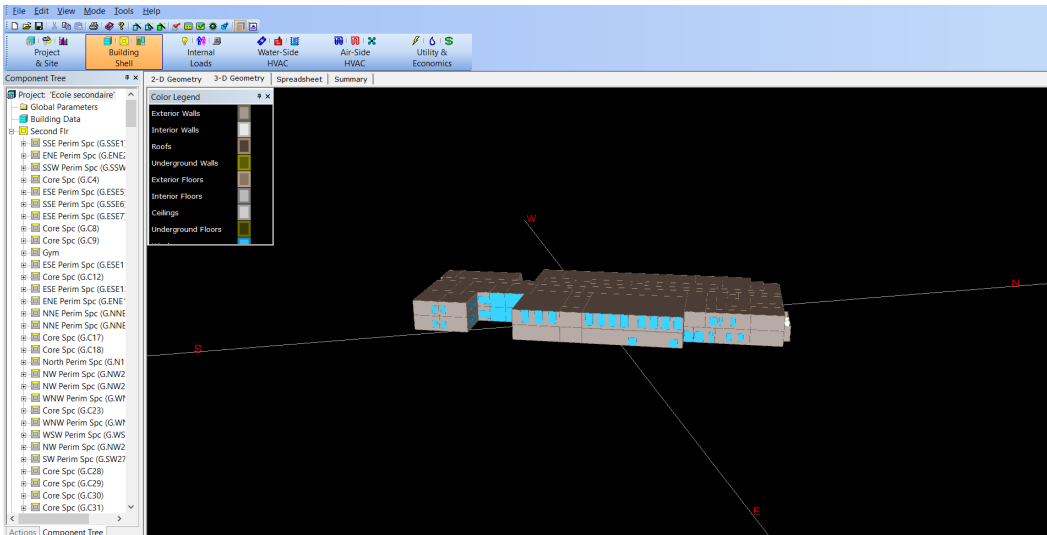 File Edit View Mode Tools Help
Project & Site
Building Shell
Internal Loads
Water-Side HVAC
Air-Side HVAC
Utility & Economics
Component Tree
2-D Geometry 3-D Geometry Spreadsheet Summary
Project: 'Ecole secondaire'
Global Parameters
Building Data
Second Flr
SSE Perim Spc (G.SSE1)
ENE Perim Spc (G.ENE2
SSW Perim Spc (G.SSW
Core Spc (G.C4)
ESE Perim Spc (G.ESE5)
SSE Perim Spc (G.SSE6)
ESE Perim Spc (G.ESE7)
Core Spc (G.C8)
Core Spc (G.C9)
Gym
ESE Perim Spc (G.ESE1
Core Spc (G.C12)
ESE Perim Spc (G.ESE1
ENE Perim Spc (G.ENE1
NNE Perim Spc (G.NNE
NNE Perim Spc (G.NNE
Core Spc (G.C17)
Core Spc (G.C18)
North Perim Spc (G.N1
NW Perim Spc (G.NW2
NW Perim Spc (G.NW2
WNW Perim Spc (G.WN
Core Spc (G.C23)
WNW Perim Spc (G.WN
WSW Perim Spc (G.WS
NW Perim Spc (G.NW2
SW Perim Spc (G.SW27
Core Spc (G.C28)
Core Spc (G.C29)
Core Spc (G.C30)
Core Spc (G.C31)
Actions Component Tree
Color Legend
Exterior Walls
Interior Walls
Roofs
Underground Walls
Exterior Floors
Interior Floors
Ceilings
Underground Floors
W
N
S
E